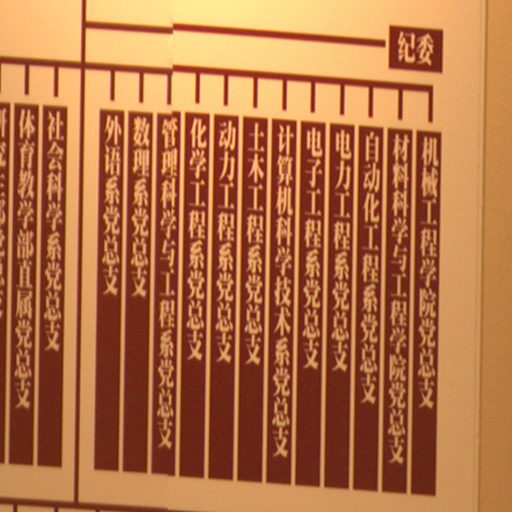 纪委
机械工程学院党总支
材料科学与工程学院党总支
自动化工程系党总支
电力工程系党总支
电子工程系党总支
计算机科学技术系党总支
土木工程系党总支
动力工程系党总支
化学工程系党总支
管理科学与工程系党总支
数理系党总支
外语系党总支
社会科学系党总支
体育教学部直属党总支